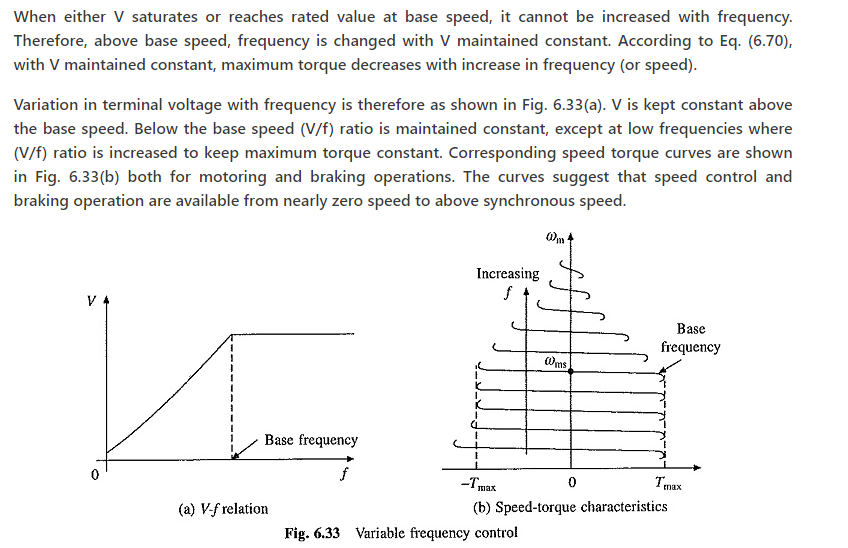 When either V saturates or reaches rated value at base speed, it cannot be increased with frequency.
Therefore, above base speed, frequency is changed with V maintained constant. According to Eq. (6.70),
with V maintained constant, maximum torque decreases with increase in frequency (or speed).
Variation in terminal voltage with frequency is therefore as shown in Fig. 6.33(a). V is kept constant above
the base speed. Below the base speed (V/f) ratio is maintained constant, except at low frequencies where
(V/f) ratio is increased to keep maximum torque constant. Corresponding speed torque curves are shown
in Fig. 6.33(b) both for motoring and braking operations. The curves suggest that speed control and
braking operation are available from nearly zero speed to above synchronous speed.
V
Base frequency
0
f
(a) V-f relation
ωm
Increasing
f
Base
frequency
ωms
−Tmax
0
Tmax
(b) Speed-torque characteristics
Fig. 6.33 Variable frequency control